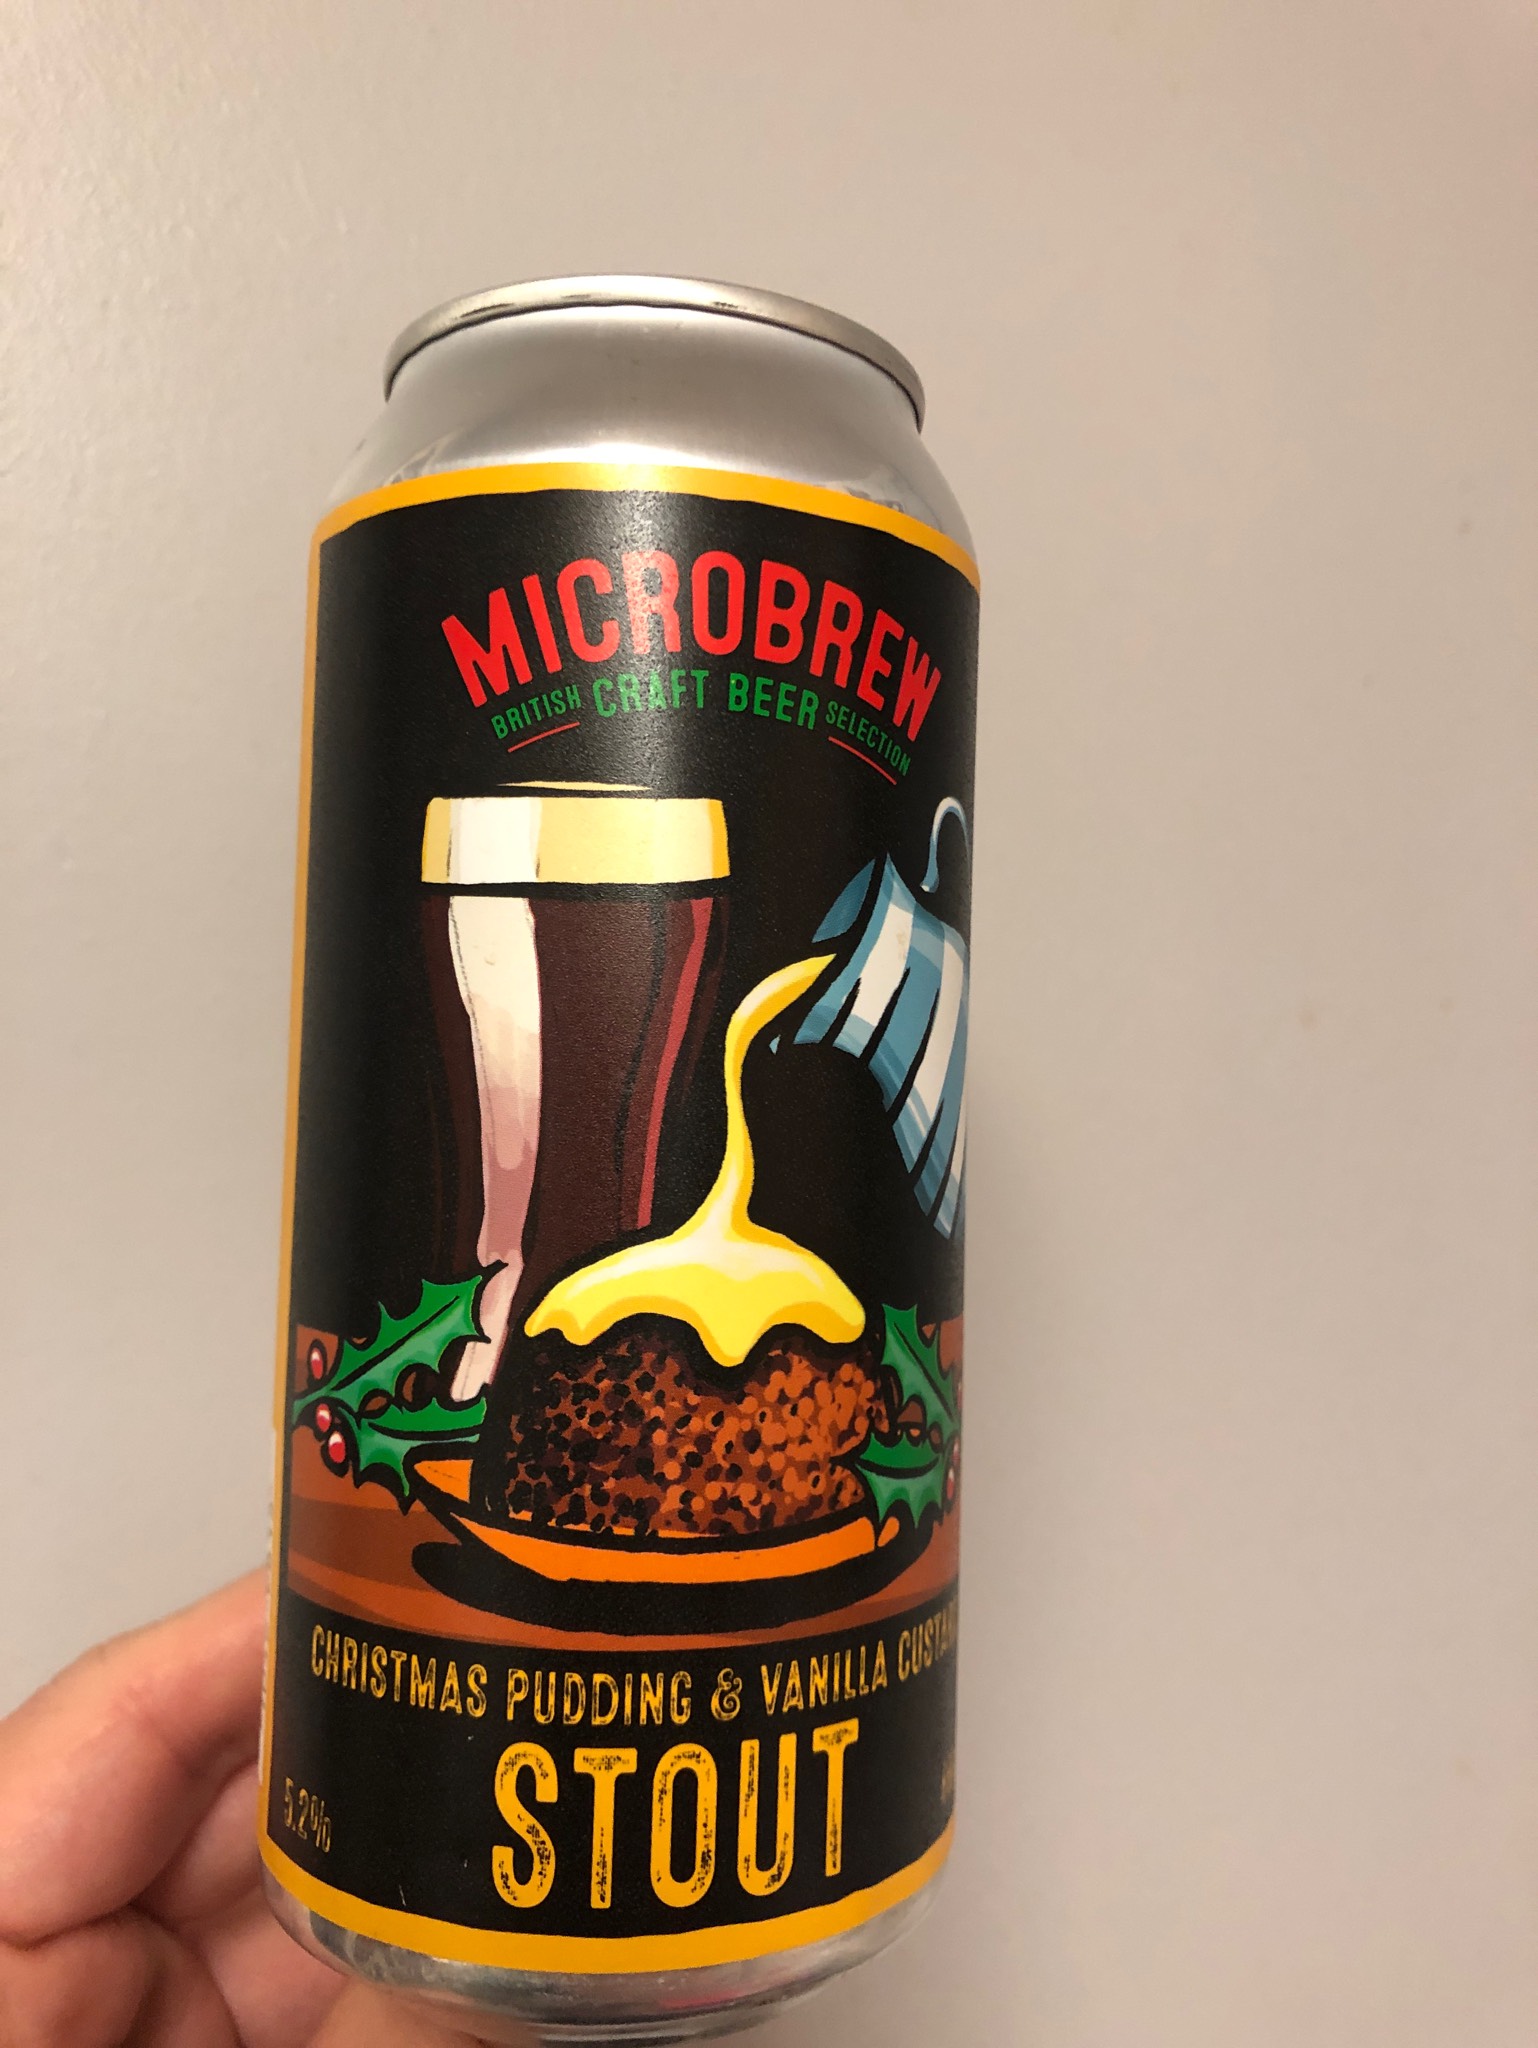 MICROBREW
BRITISH CRAFT BEER SELECTION
CHRISTMAS PUDDING & VANILLA
STOUT
5.2%